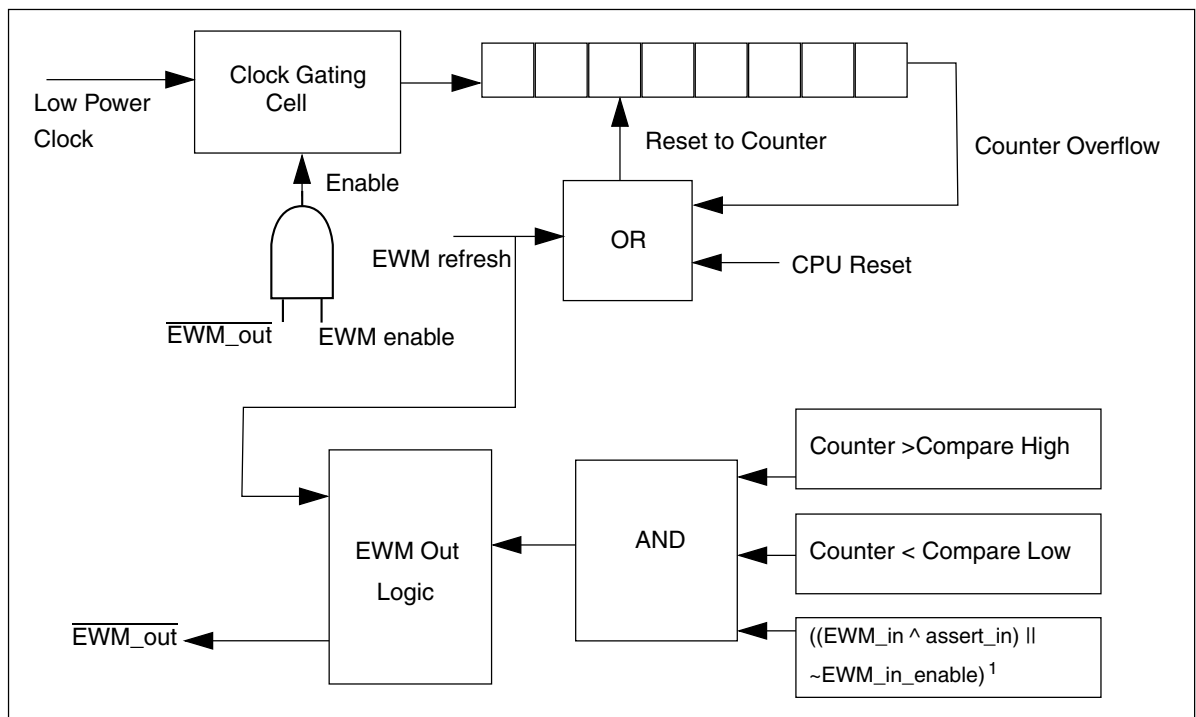 Low Power
Clock
Clock Gating
Cell
Reset to Counter
Counter Overflow
Enable
OR
EWM refresh
CPU Reset
EWM_out
EWM enable
Counter >Compare High
EWM Out
Logic
AND
Counter < Compare Low
EWM_out
((EWM_in ^ assert_in) ||
~EWM_in_enable) 1